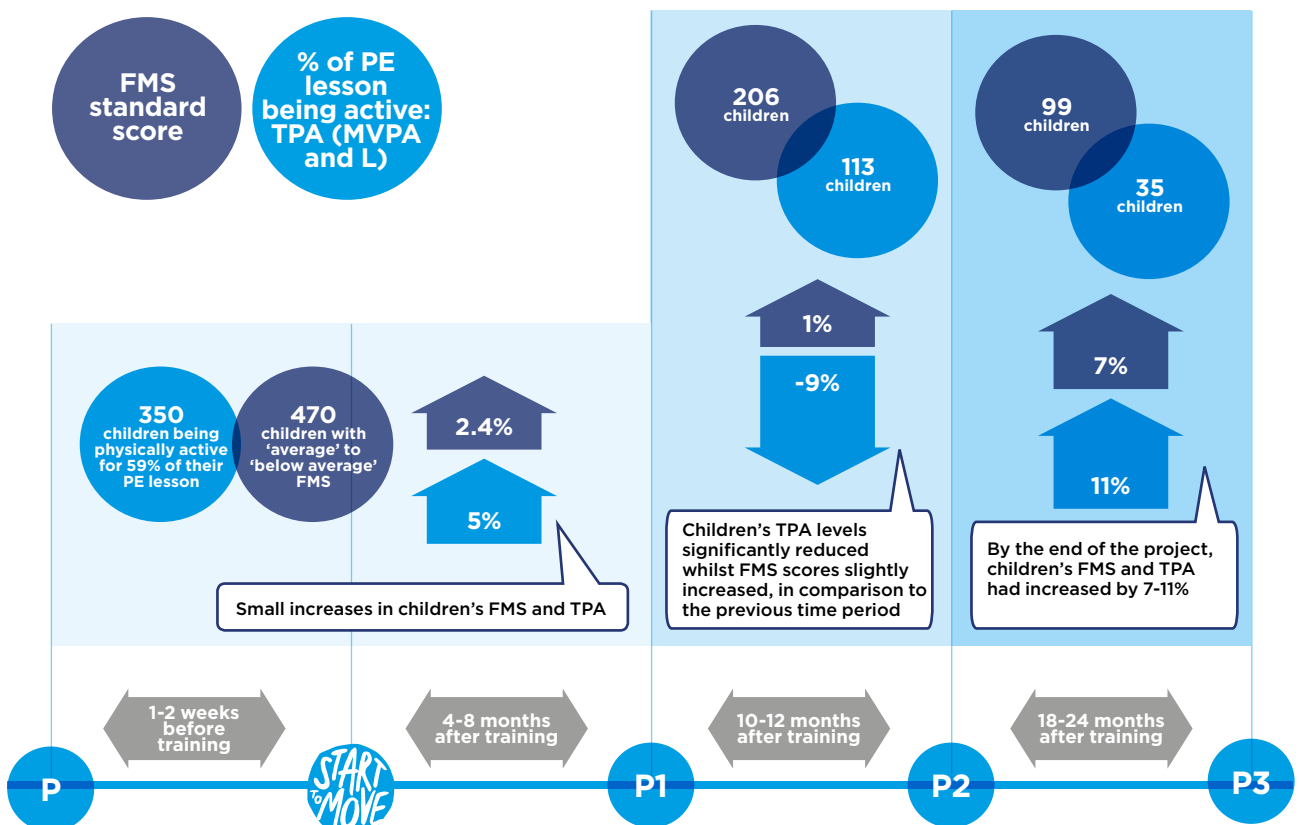 FMS
standard
score
% of PE
lesson
being active:
TPA (MVPA
and L)
206
children
113
children
99
children
35
children
350
children being
physically active
for 59% of their
PE lesson
470
children with
‘average’ to
‘below average’
FMS
2.4%
5%
1%
-9%
7%
11%
Small increases in children’s FMS and TPA
Children’s TPA levels
significantly reduced
whilst FMS scores slightly
increased, in comparison to
the previous time period
By the end of the project,
children’s FMS and TPA
had increased by 7-11%
1-2 weeks
before
training
4-8 months
after training
10-12 months
after training
18-24 months
after training
P
START
TO
MOVE
P1
P2
P3